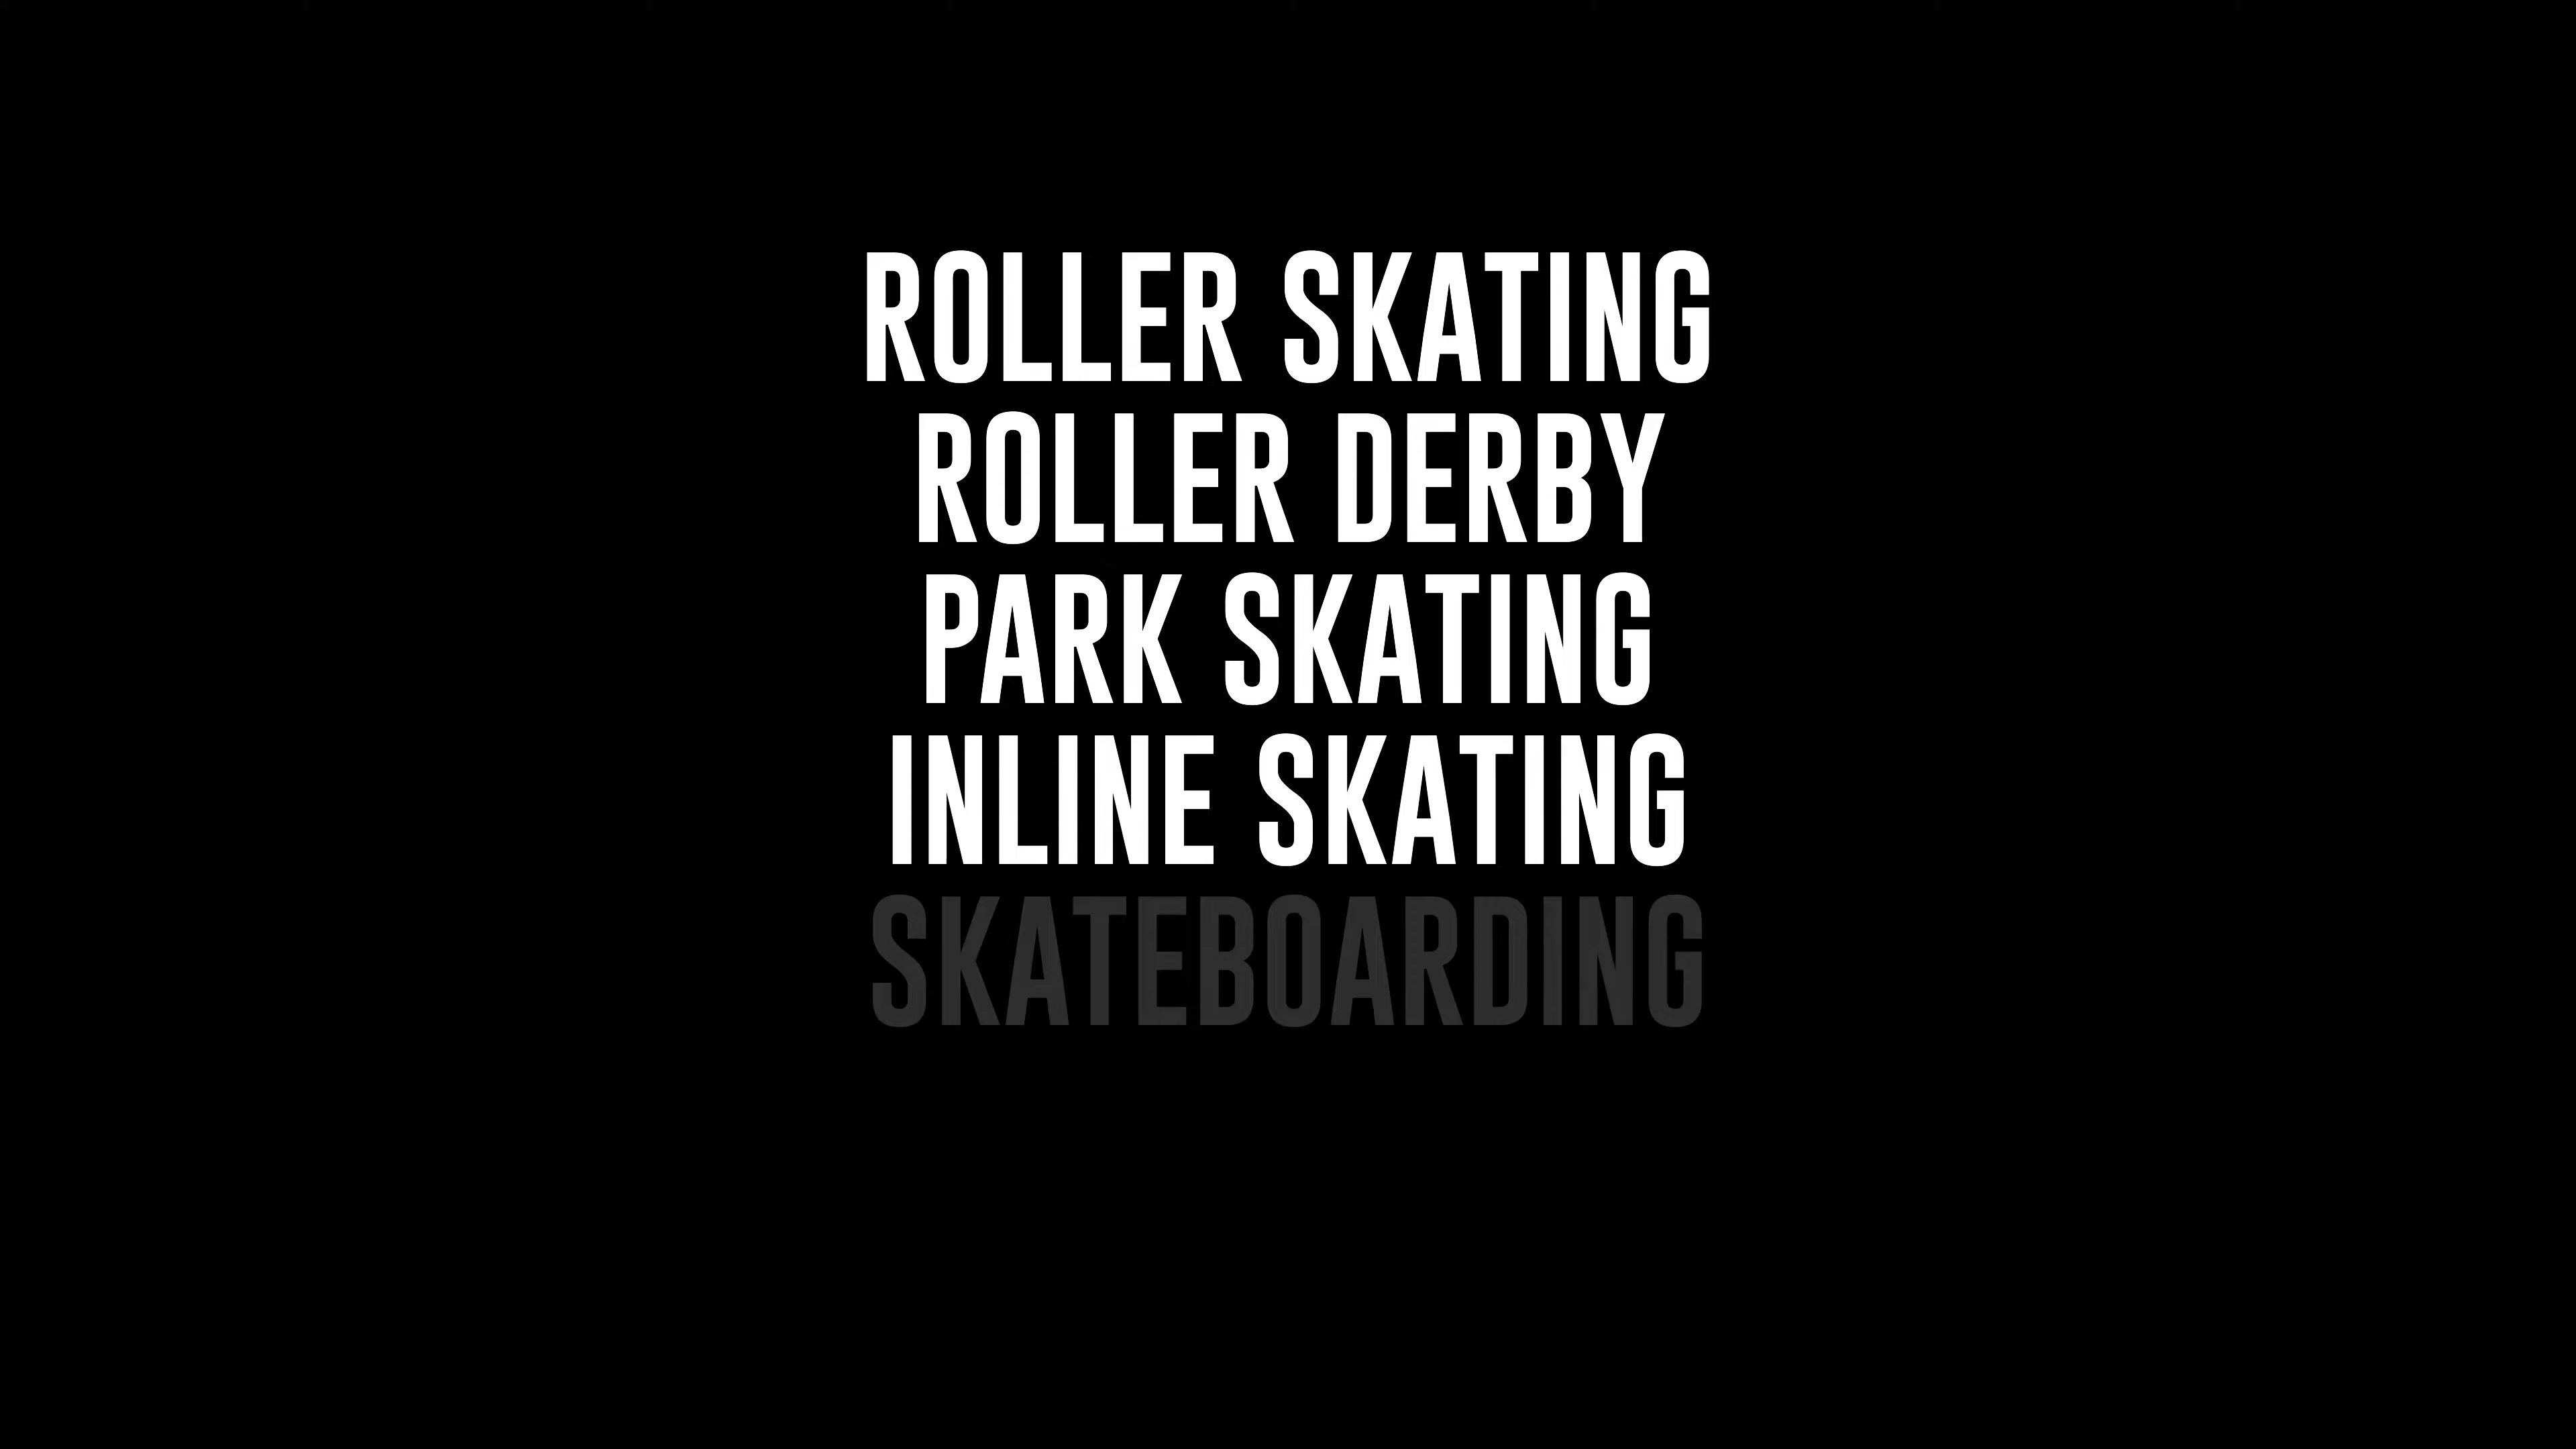 ROLLER SKATING
ROLLER DERBY
PARK SKATING
INLINE SKATING
SKATEBOARDING